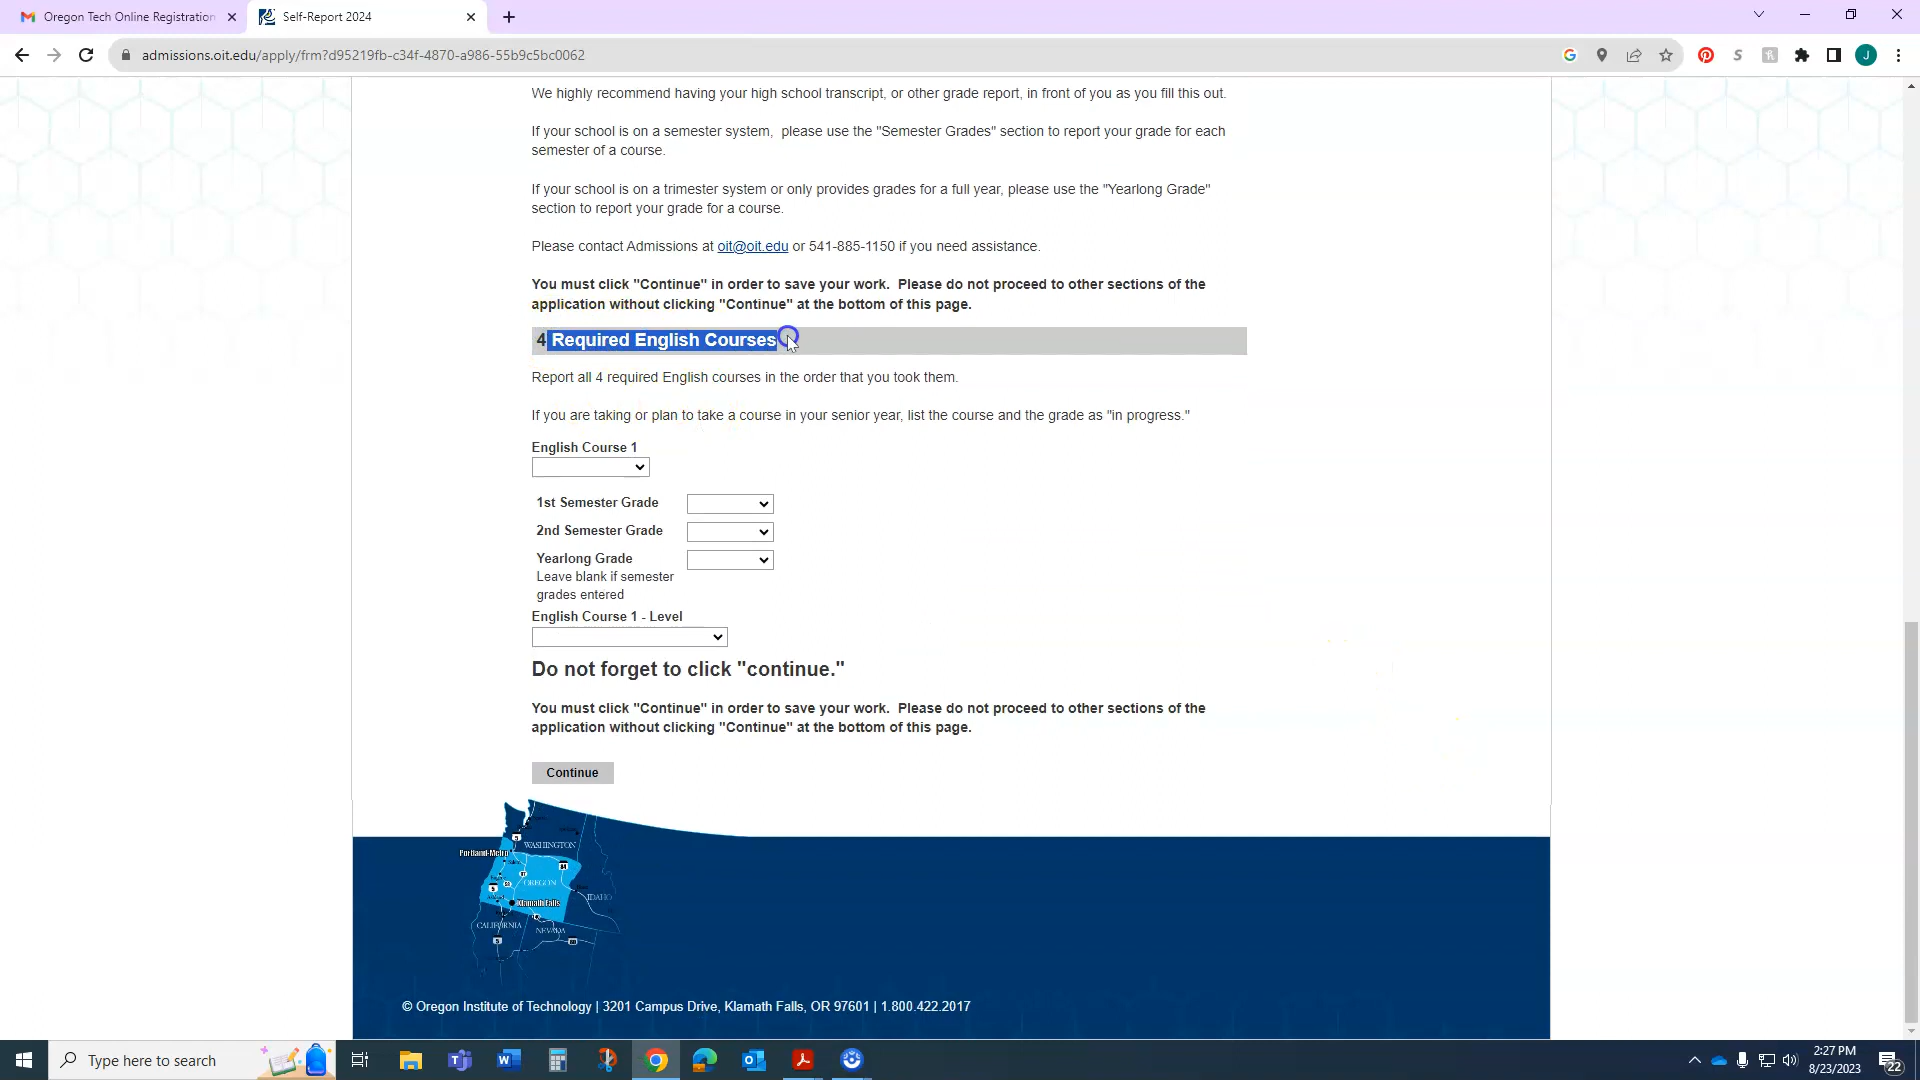 Oregon Tech Online Registration
Self-Report 2024
admissions.oit.edu/apply/frm?d95219fb-c34f-4870-a986-55b9c5bc0062
J
We highly recommend having your high school transcript, or other grade report, in front of you as you fill this out.
If your school is on a semester system, please use the "Semester Grades" section to report your grade for each
semester of a course.
If your school is on a trimester system or only provides grades for a full year, please use the "Yearlong Grade"
section to report your grade for a course.
Please contact Admissions at oit@oit.edu or 541-885-1150 if you need assistance.
You must click "Continue" in order to save your work. Please do not proceed to other sections of the
application without clicking "Continue" at the bottom of this page.
4 Required English Courses
Report all 4 required English courses in the order that you took them.
If you are taking or plan to take a course in your senior year, list the course and the grade as "in progress."
English Course 1
1st Semester Grade
2nd Semester Grade
Yearlong Grade
Leave blank if semester
grades entered
English Course 1 - Level
Do not forget to click "continue."
You must click "Continue" in order to save your work. Please do not proceed to other sections of the
application without clicking "Continue" at the bottom of this page.
Continue
WASHINGTON
Portland-Metro
OREGON
IDAHO
Klamath Falls
CALIFORNIA
NEVADA
© Oregon Institute of Technology | 3201 Campus Drive, Klamath Falls, OR 97601 | 1.800.422.2017
Type here to search
2:27 PM
8/23/2023
22